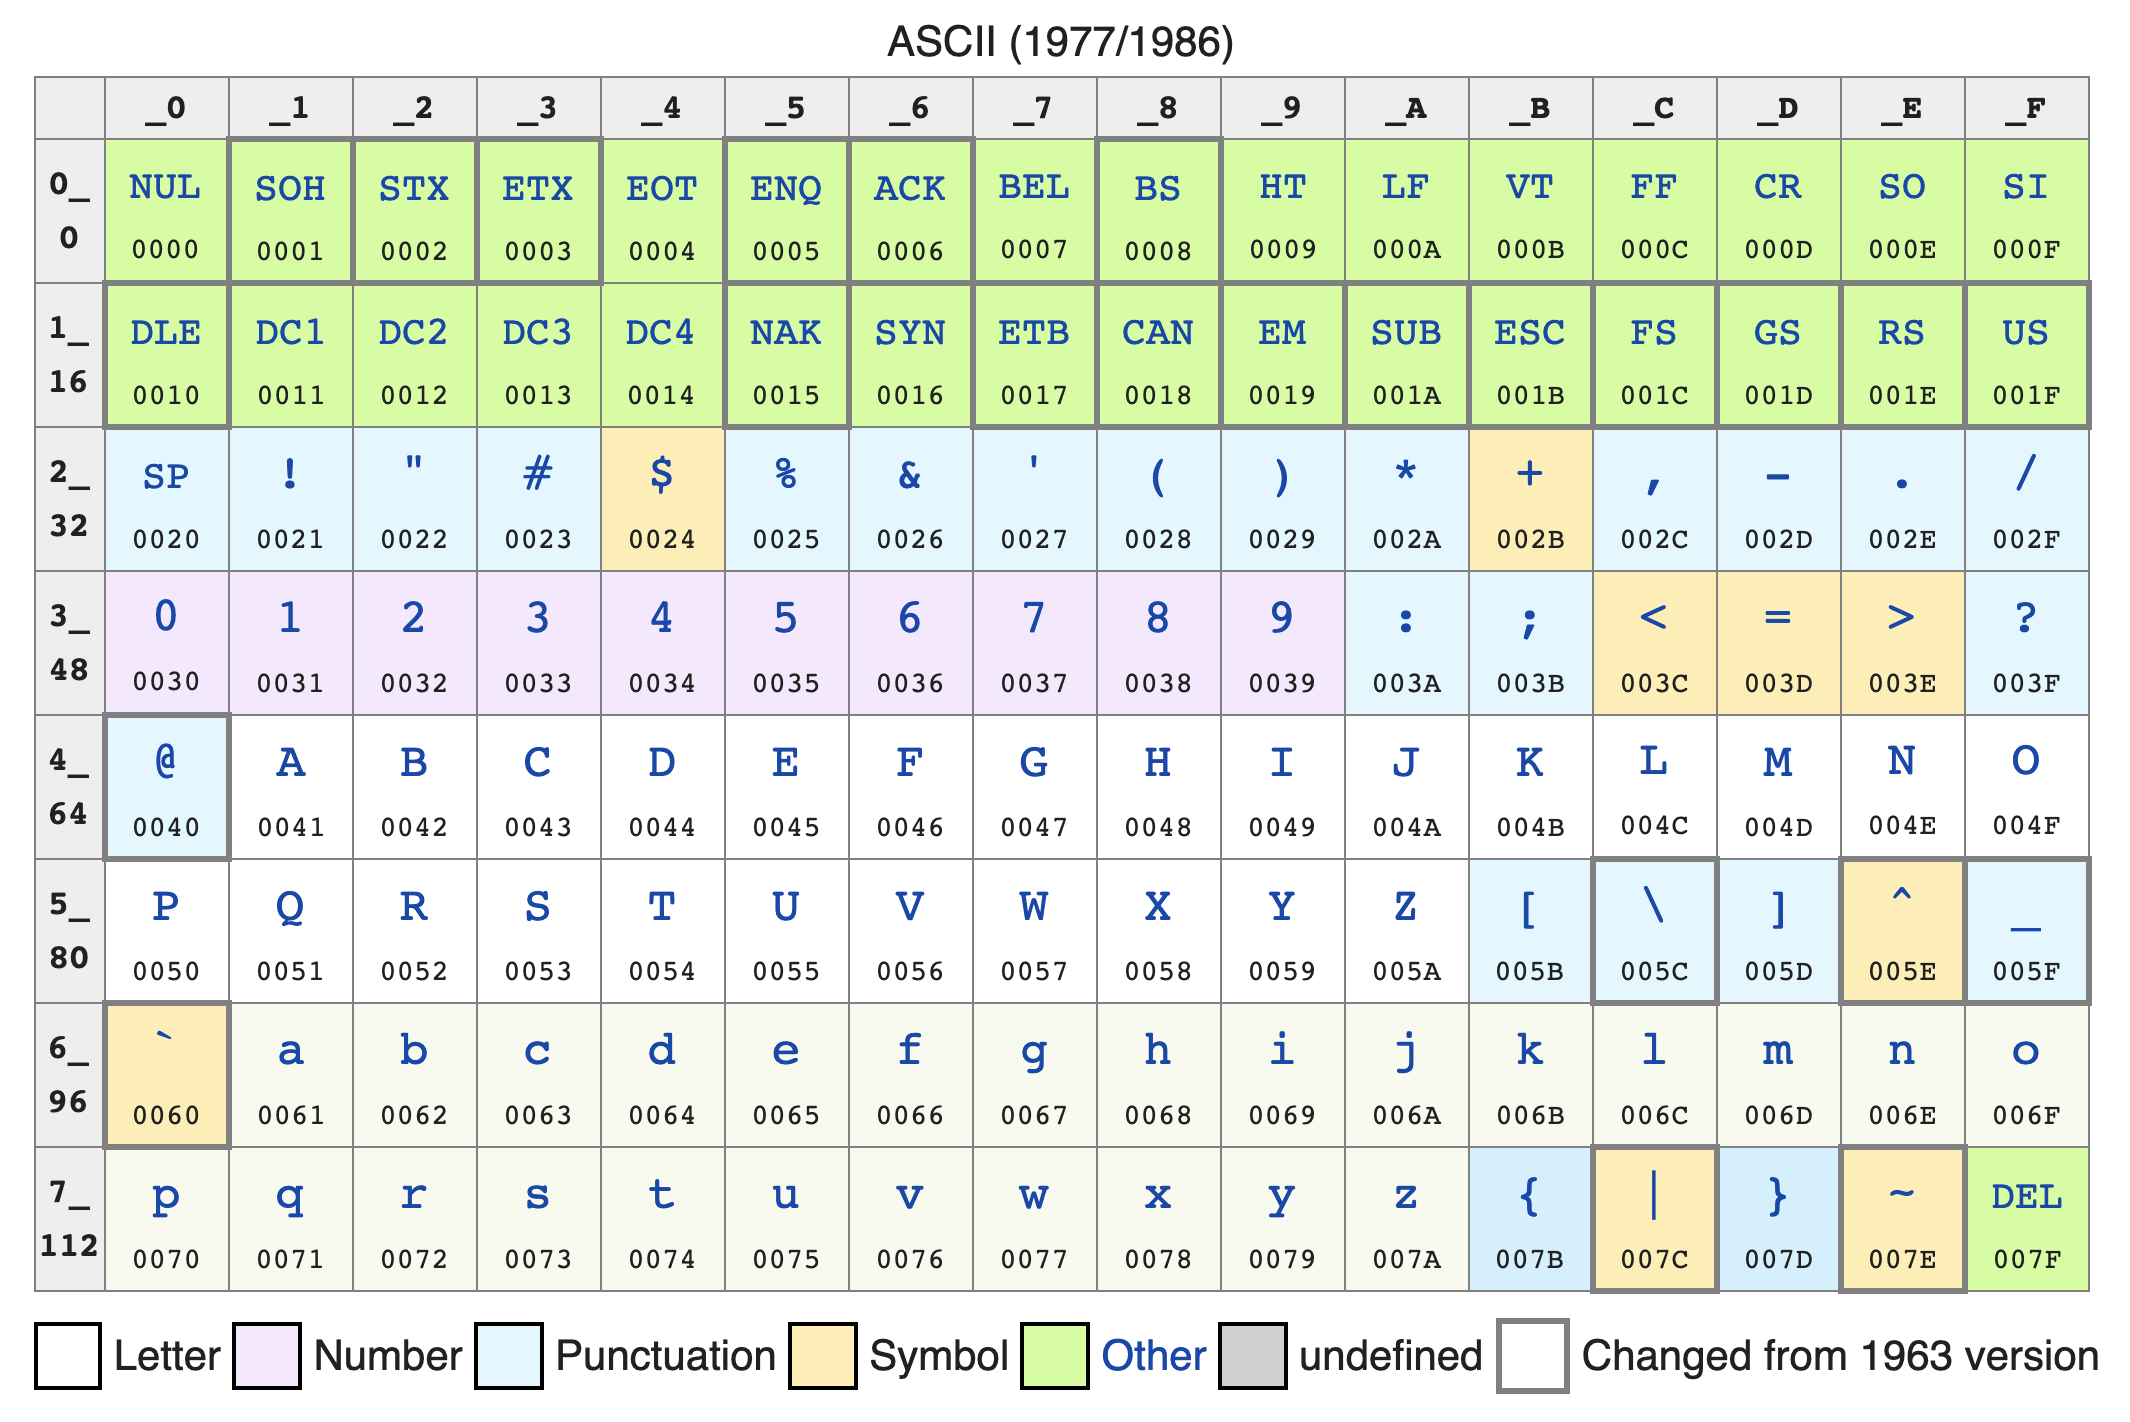 ASCII (1977/1986)
_0 _1 _2 _3 _4 _5 _6 _7 _8 _9 _A _B _C _D _E _F
0_ NUL SOH STX ETX EOT ENQ ACK BEL BS HT LF VT FF CR SO SI
0 0000 0001 0002 0003 0004 0005 0006 0007 0008 0009 000A 000B 000C 000D 000E 000F
1_ DLE DC1 DC2 DC3 DC4 NAK SYN ETB CAN EM SUB ESC FS GS RS US
16 0010 0011 0012 0013 0014 0015 0016 0017 0018 0019 001A 001B 001C 001D 001E 001F
2_ SP ! " # $ % & ' ( ) * + , - . /
32 0020 0021 0022 0023 0024 0025 0026 0027 0028 0029 002A 002B 002C 002D 002E 002F
3_ 0 1 2 3 4 5 6 7 8 9 : ; < = > ?
48 0030 0031 0032 0033 0034 0035 0036 0037 0038 0039 003A 003B 003C 003D 003E 003F
4_ @ A B C D E F G H I J K L M N O
64 0040 0041 0042 0043 0044 0045 0046 0047 0048 0049 004A 004B 004C 004D 004E 004F
5_ P Q R S T U V W X Y Z [ \ ] ^ _
80 0050 0051 0052 0053 0054 0055 0056 0057 0058 0059 005A 005B 005C 005D 005E 005F
6_ ` a b c d e f g h i j k l m n o
96 0060 0061 0062 0063 0064 0065 0066 0067 0068 0069 006A 006B 006C 006D 006E 006F
7_ p q r s t u v w x y z { | } ~ DEL
112 0070 0071 0072 0073 0074 0075 0076 0077 0078 0079 007A 007B 007C 007D 007E 007F
Letter Number Punctuation Symbol Other undefined Changed from 1963 version